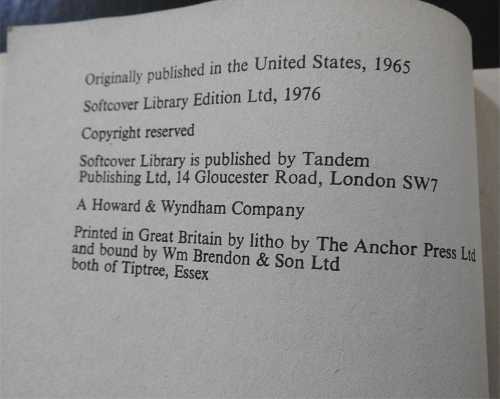 Originally published in the United States, 1965
Softcover Library Edition Ltd, 1976
Copyright reserved
Softcover Library is published by Tandem
Publishing Ltd, 14 Gloucester Road, London SW7
A Howard & Wyndham Company
Printed in Great Britain by litho by The Anchor Press Ltd
and bound by Wm Brendon & Son Ltd
both of Tiptree, Essex